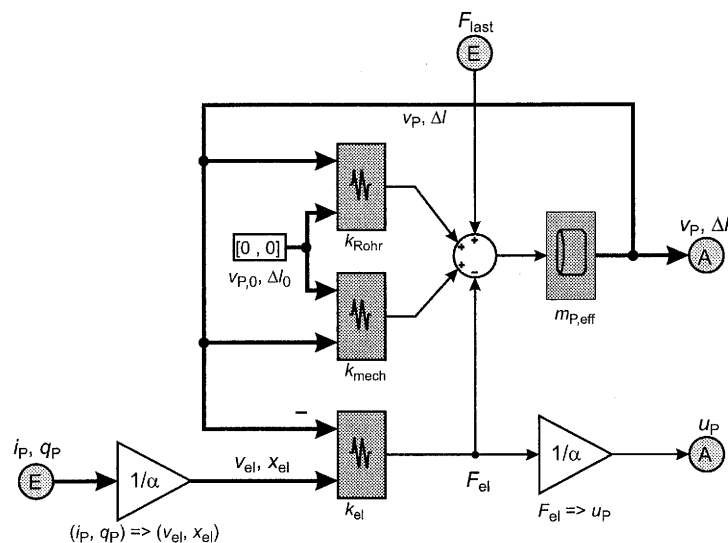 F_last
E
v_P, Δl
k_Rohr
[0 , 0]
v_P,0, Δl_0
+
+
+
−
m_P,eff
v_P, Δl
A
k_mech
−
i_P, q_P
E
1/α
v_el, x_el
(i_P, q_P) => (v_el, x_el)
k_el
F_el
1/α
F_el => u_P
u_P
A